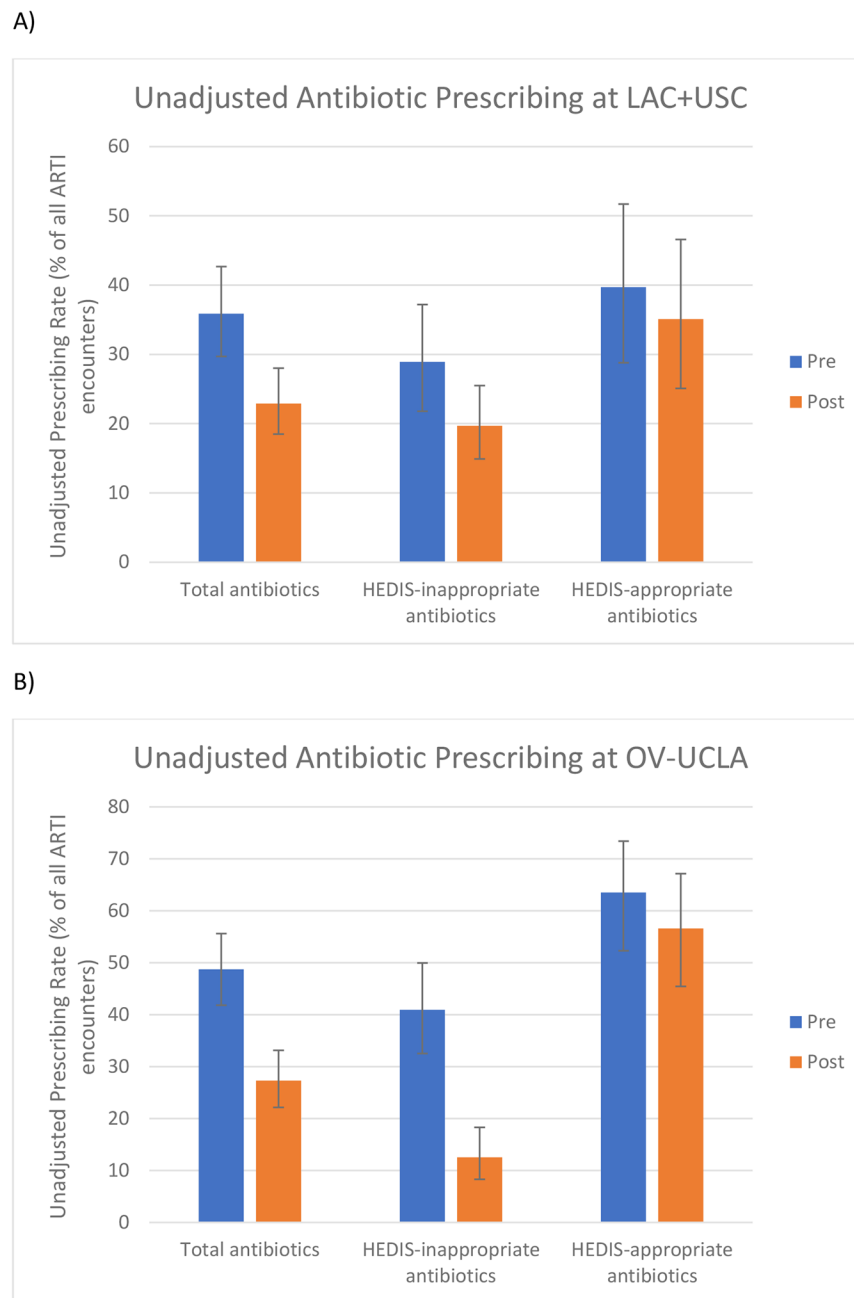 A)
Unadjusted Antibiotic Prescribing at LAC+USC
Unadjusted Prescribing Rate (% of all ARTI
encounters)
60
50
40
30
20
10
0
Total antibiotics
HEDIS-inappropriate
antibiotics
HEDIS-appropriate
antibiotics
Pre
Post
B)
Unadjusted Antibiotic Prescribing at OV-UCLA
Unadjusted Prescribing Rate (% of all ARTI
encounters)
80
70
60
50
40
30
20
10
0
Total antibiotics
HEDIS-inappropriate
antibiotics
HEDIS-appropriate
antibiotics
Pre
Post